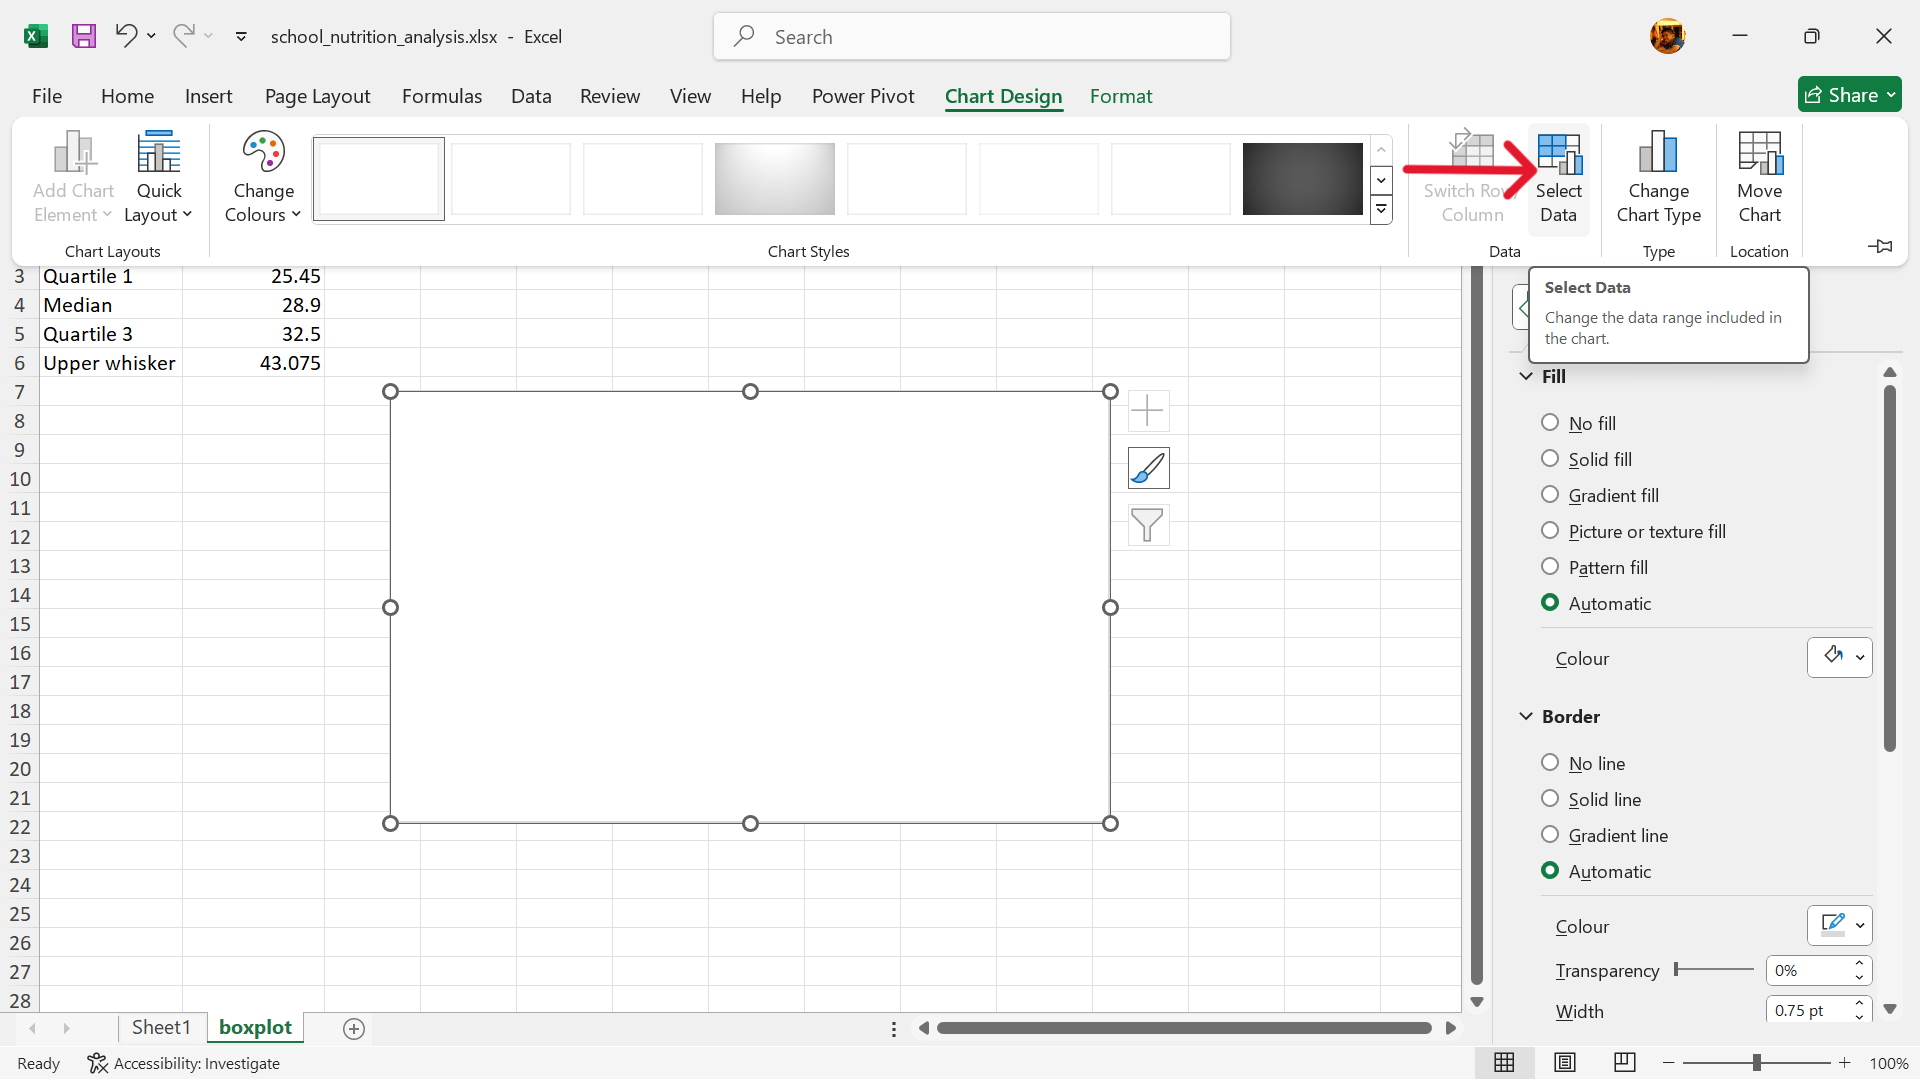 school_nutrition_analysis.xlsx - Excel
Search
File Home Insert Page Layout Formulas Data Review View Help Power Pivot Chart Design Format Share
Add Chart Element
Quick Layout
Chart Layouts
Change Colours
Chart Styles
Switch Row/
Column
Select Data
Data
Change Chart Type
Type
Move Chart
Location
Select Data
Change the data range included in
the chart.
3 Quartile 1 25.45
4 Median 28.9
5 Quartile 3 32.5
6 Upper whisker 43.075
7
8
9
10
11
12
13
14
15
16
17
18
19
20
21
22
23
24
25
26
27
28
Fill
No fill
Solid fill
Gradient fill
Picture or texture fill
Pattern fill
Automatic
Colour
Border
No line
Solid line
Gradient line
Automatic
Colour
Transparency 0%
Width 0.75 pt
Sheet1 boxplot
Ready Accessibility: Investigate 100%